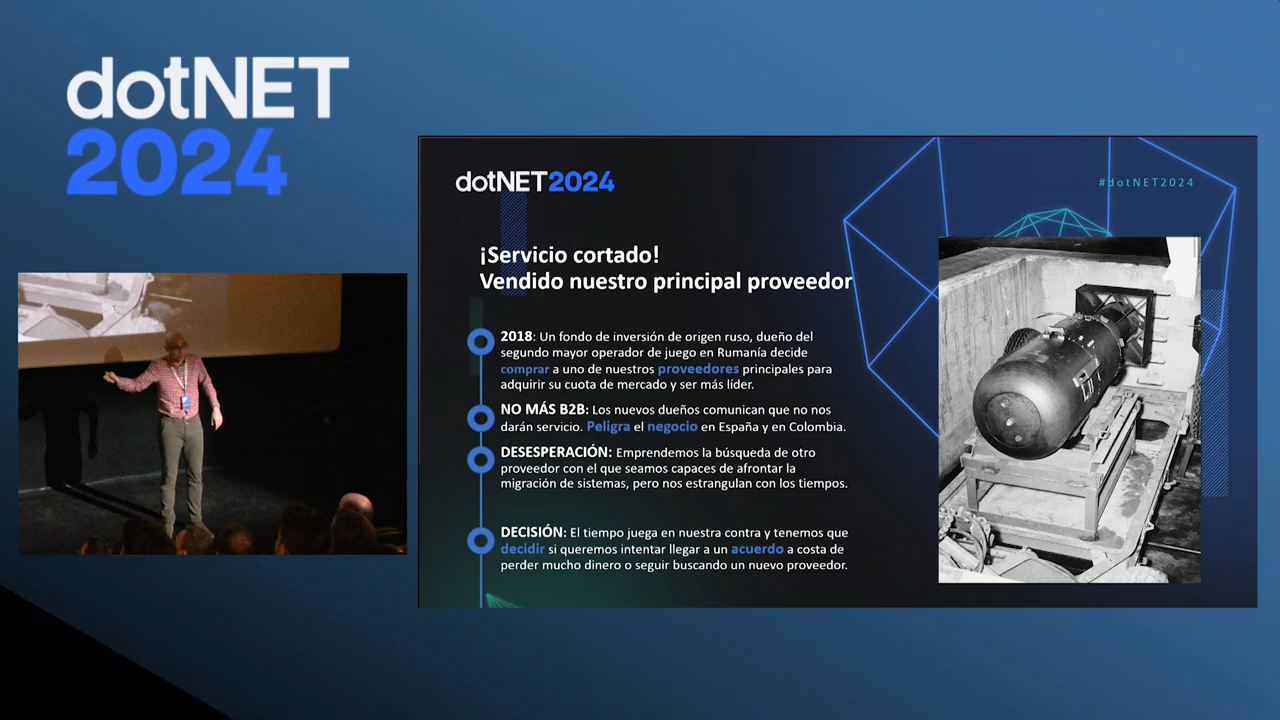 dotNET
2024
dotNET2024
#dotNET2024
¡Servicio cortado!
Vendido nuestro principal proveedor
2018: Un fondo de inversión de origen ruso, dueño del
segundo mayor operador de juego en Rumanía decide
comprar a uno de nuestros proveedores principales para
adquirir su cuota de mercado y ser más líder.
NO MÁS B2B: Los nuevos dueños comunican que no nos
darán servicio. Peligra el negocio en España y en Colombia.
DESESPERACIÓN: Emprendemos la búsqueda de otro
proveedor con el que seamos capaces de afrontar la
migración de sistemas, pero nos estrangulan con los tiempos.
DECISIÓN: El tiempo juega en nuestra contra y tenemos que
decidir si queremos intentar llegar a un acuerdo a costa de
perder mucho dinero o seguir buscando un nuevo proveedor.